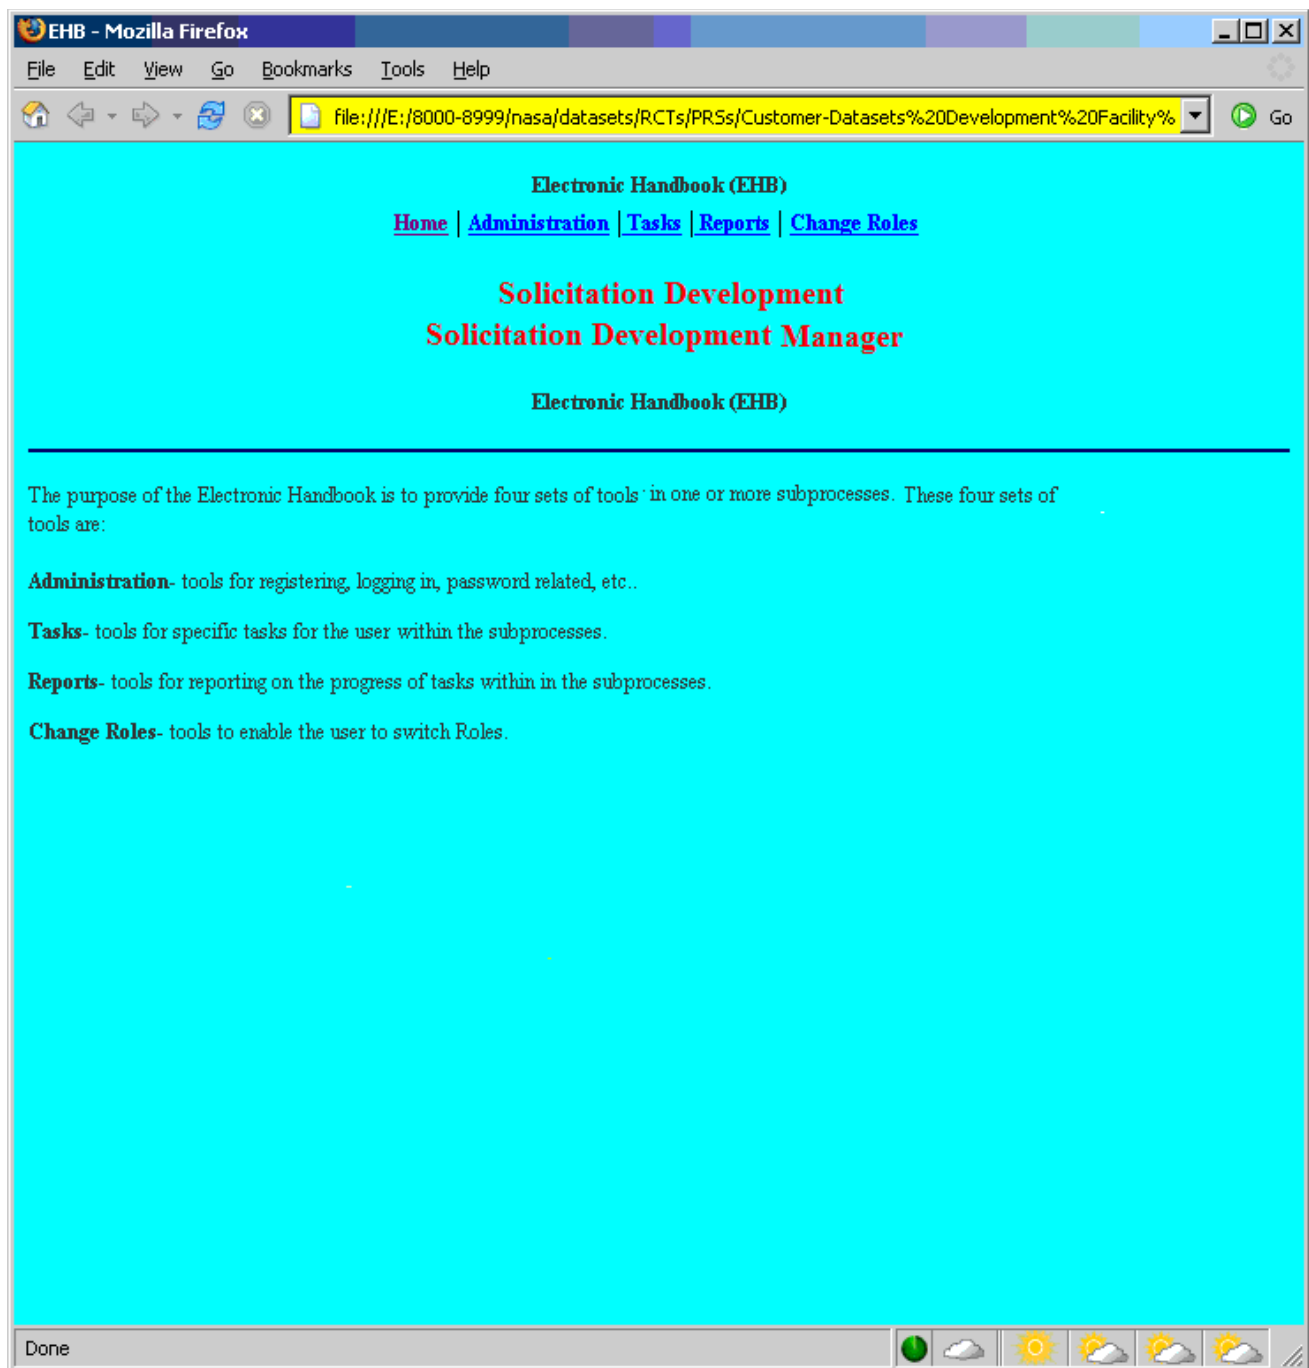 EHB - Mozilla Firefox
File Edit View Go Bookmarks Tools Help
file:///E:/8000-8999/nasa/datasets/RCTs/PRSs/Customer-Datasets%20Development%20Facility% Go
Electronic Handbook (EHB)
Home | Administration | Tasks | Reports | Change Roles
Solicitation Development
Solicitation Development Manager
Electronic Handbook (EHB)
The purpose of the Electronic Handbook is to provide four sets of tools in one or more subprocesses. These four sets of
tools are:
Administration- tools for registering, logging in, password related, etc..
Tasks- tools for specific tasks for the user within the subprocesses.
Reports- tools for reporting on the progress of tasks within in the subprocesses.
Change Roles- tools to enable the user to switch Roles.
Done